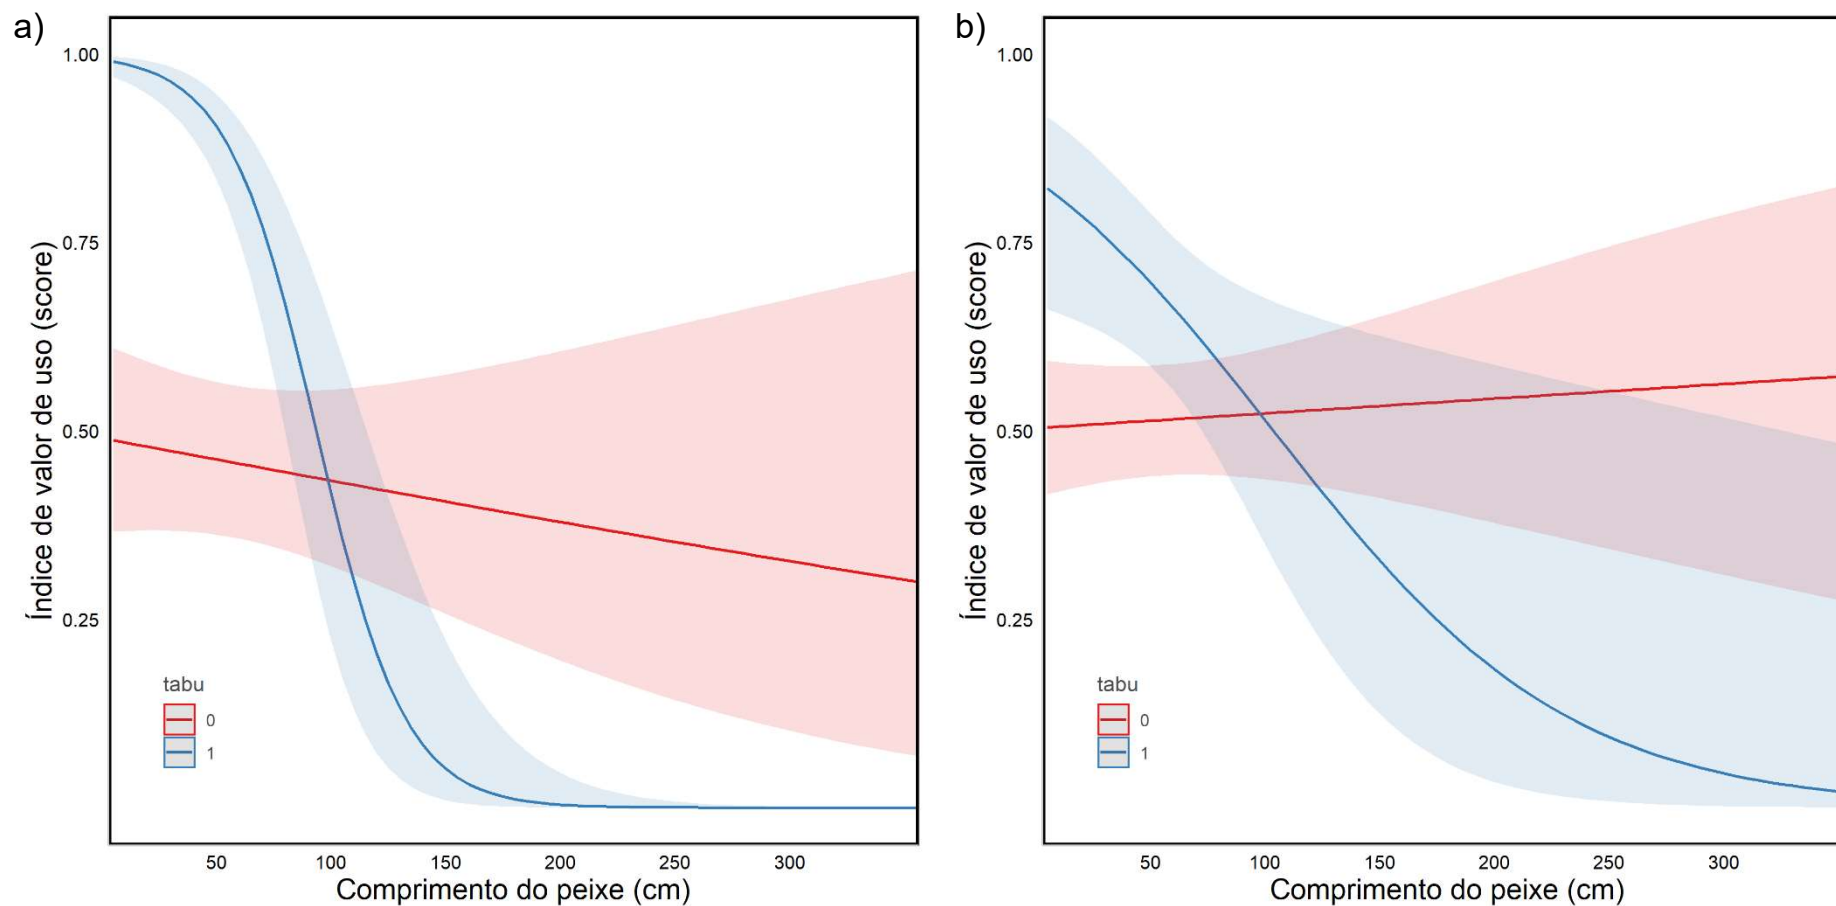 a)
Índice de valor de uso (score)
1.00
0.75
0.50
0.25
tabu
0
1
50 100 150 200 250 300
Comprimento do peixe (cm)
b)
Índice de valor de uso (score)
1.00
0.75
0.50
0.25
tabu
0
1
50 100 150 200 250 300
Comprimento do peixe (cm)